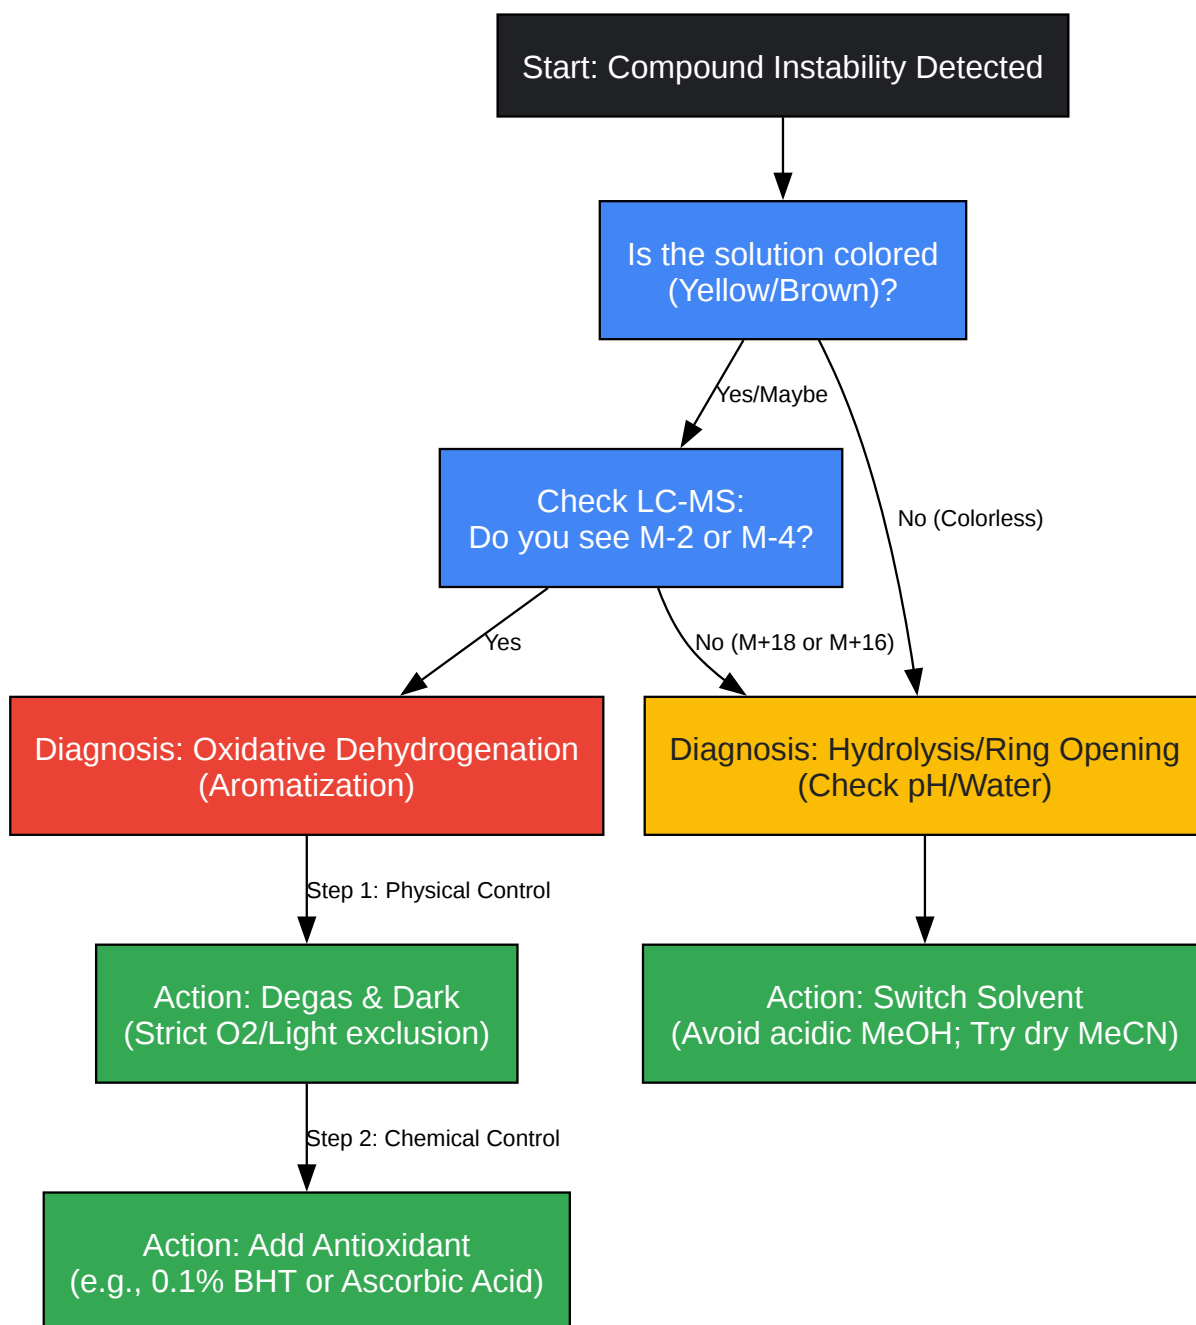 Start: Compound Instability Detected
Is the solution colored
(Yellow/Brown)?
Yes/Maybe
No (Colorless)
Check LC-MS:
Do you see M-2 or M-4?
Yes
No (M+18 or M+16)
Diagnosis: Oxidative Dehydrogenation
(Aromatization)
Diagnosis: Hydrolysis/Ring Opening
(Check pH/Water)
Step 1: Physical Control
Action: Degas & Dark
(Strict O2/Light exclusion)
Action: Switch Solvent
(Avoid acidic MeOH; Try dry MeCN)
Step 2: Chemical Control
Action: Add Antioxidant
(e.g., 0.1% BHT or Ascorbic Acid)